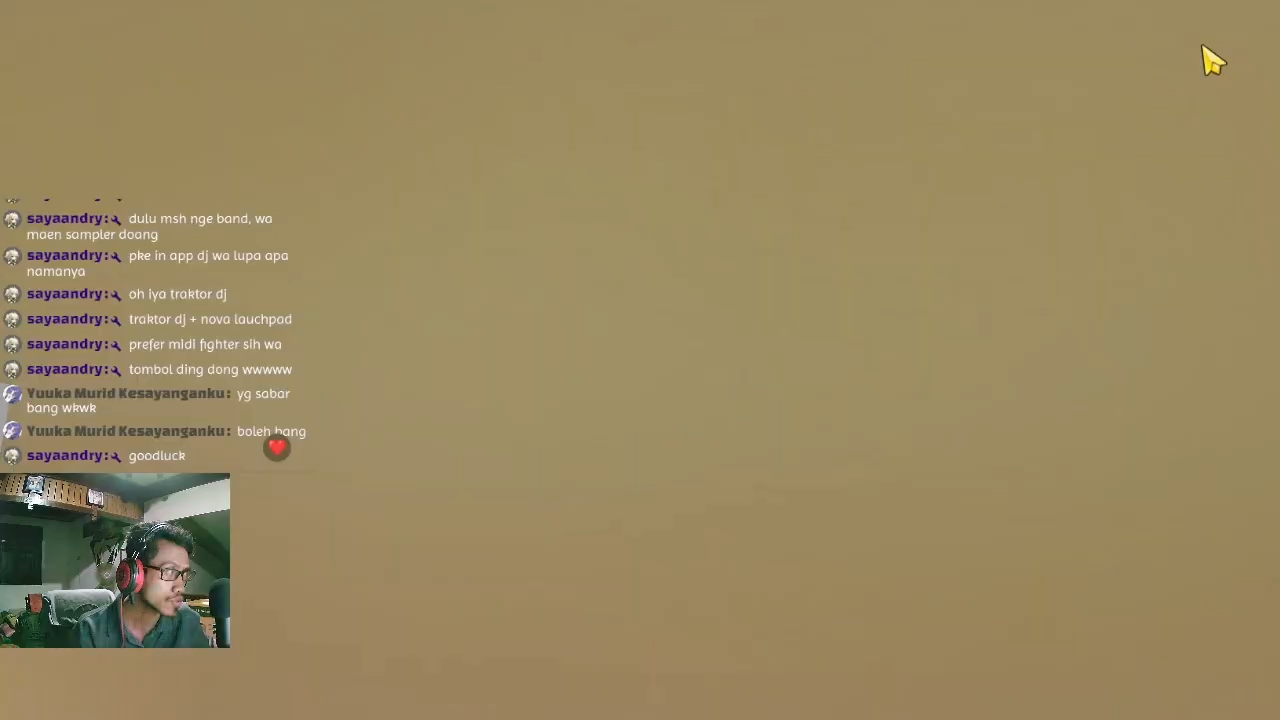 sayaandry: dulu msh nge band, wa
maen sampler doang
sayaandry: pke in app dj wa lupa apa
namanya
sayaandry: oh iya traktor dj
sayaandry: traktor dj + nova lauchpad
sayaandry: prefer midi fighter sih wa
sayaandry: tombol ding dong wwwww
Yuuka Murid Kesayanganku: yg sabar
bang wkwk
Yuuka Murid Kesayanganku: boleh bang
sayaandry: goodluck